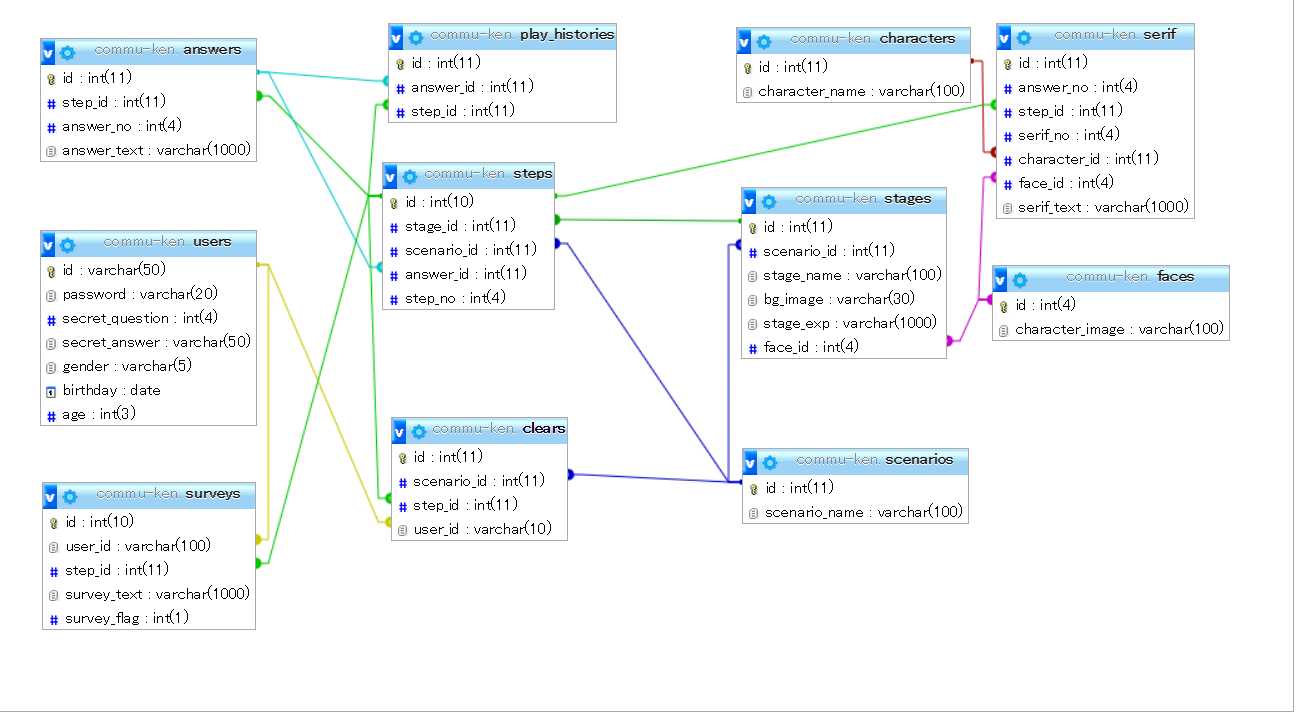 commu-ken. answers
id : int(11)
step_id : int(11)
answer_no : int(4)
answer_text : varchar(1000)
commu-ken. play_histories
id : int(11)
answer_id : int(11)
step_id : int(11)
commu-ken. characters
id : int(11)
character_name : varchar(100)
commu-ken. serif
id : int(11)
answer_no : int(4)
step_id : int(11)
serif_no : int(4)
character_id : int(11)
face_id : int(4)
serif_text : varchar(1000)
commu-ken. steps
id : int(10)
stage_id : int(11)
scenario_id : int(11)
answer_id : int(11)
step_no : int(4)
commu-ken. stages
id : int(11)
scenario_id : int(11)
stage_name : varchar(100)
bg_image : varchar(30)
stage_exp : varchar(1000)
face_id : int(4)
commu-ken. users
id : varchar(50)
password : varchar(20)
secret_question : int(4)
secret_answer : varchar(50)
gender : varchar(5)
birthday : date
age : int(3)
commu-ken. faces
id : int(4)
character_image : varchar(100)
commu-ken. clears
id : int(11)
scenario_id : int(11)
step_id : int(11)
user_id : varchar(10)
commu-ken. scenarios
id : int(11)
scenario_name : varchar(100)
commu-ken. surveys
id : int(10)
user_id : varchar(100)
step_id : int(11)
survey_text : varchar(1000)
survey_flag : int(1)